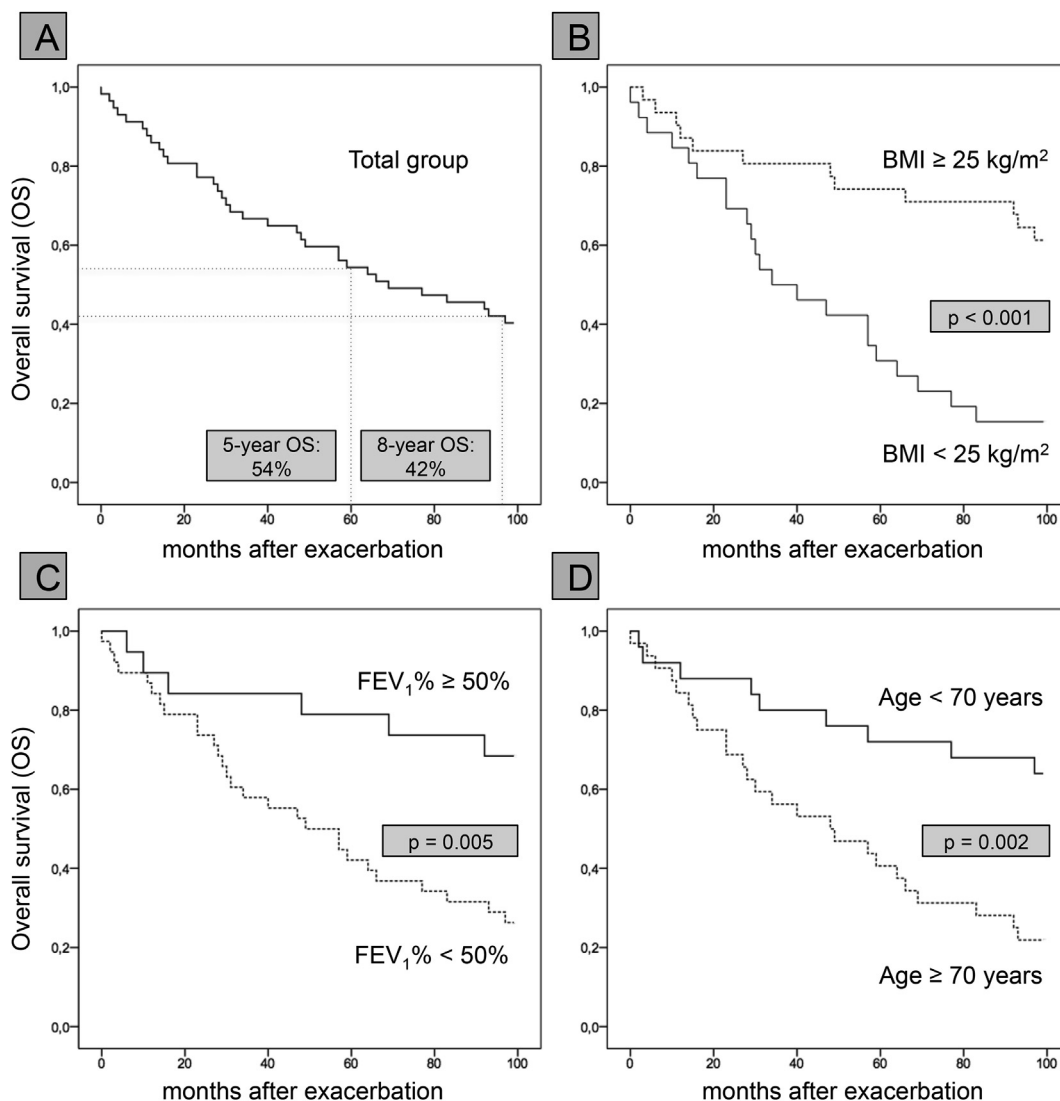 A
Overall survival (OS)
1,0
0,8
0,6
0,4
0,2
0,0
Total group
5-year OS:
54%
8-year OS:
42%
0 20 40 60 80 100
months after exacerbation
B
1,0
0,8
0,6
0,4
0,2
0,0
BMI ≥ 25 kg/m²
p < 0.001
BMI < 25 kg/m²
0 20 40 60 80 100
months after exacerbation
C
Overall survival (OS)
1,0
0,8
0,6
0,4
0,2
0,0
FEV₁% ≥ 50%
p = 0.005
FEV₁% < 50%
0 20 40 60 80 100
months after exacerbation
D
1,0
0,8
0,6
0,4
0,2
0,0
Age < 70 years
p = 0.002
Age ≥ 70 years
0 20 40 60 80 100
months after exacerbation